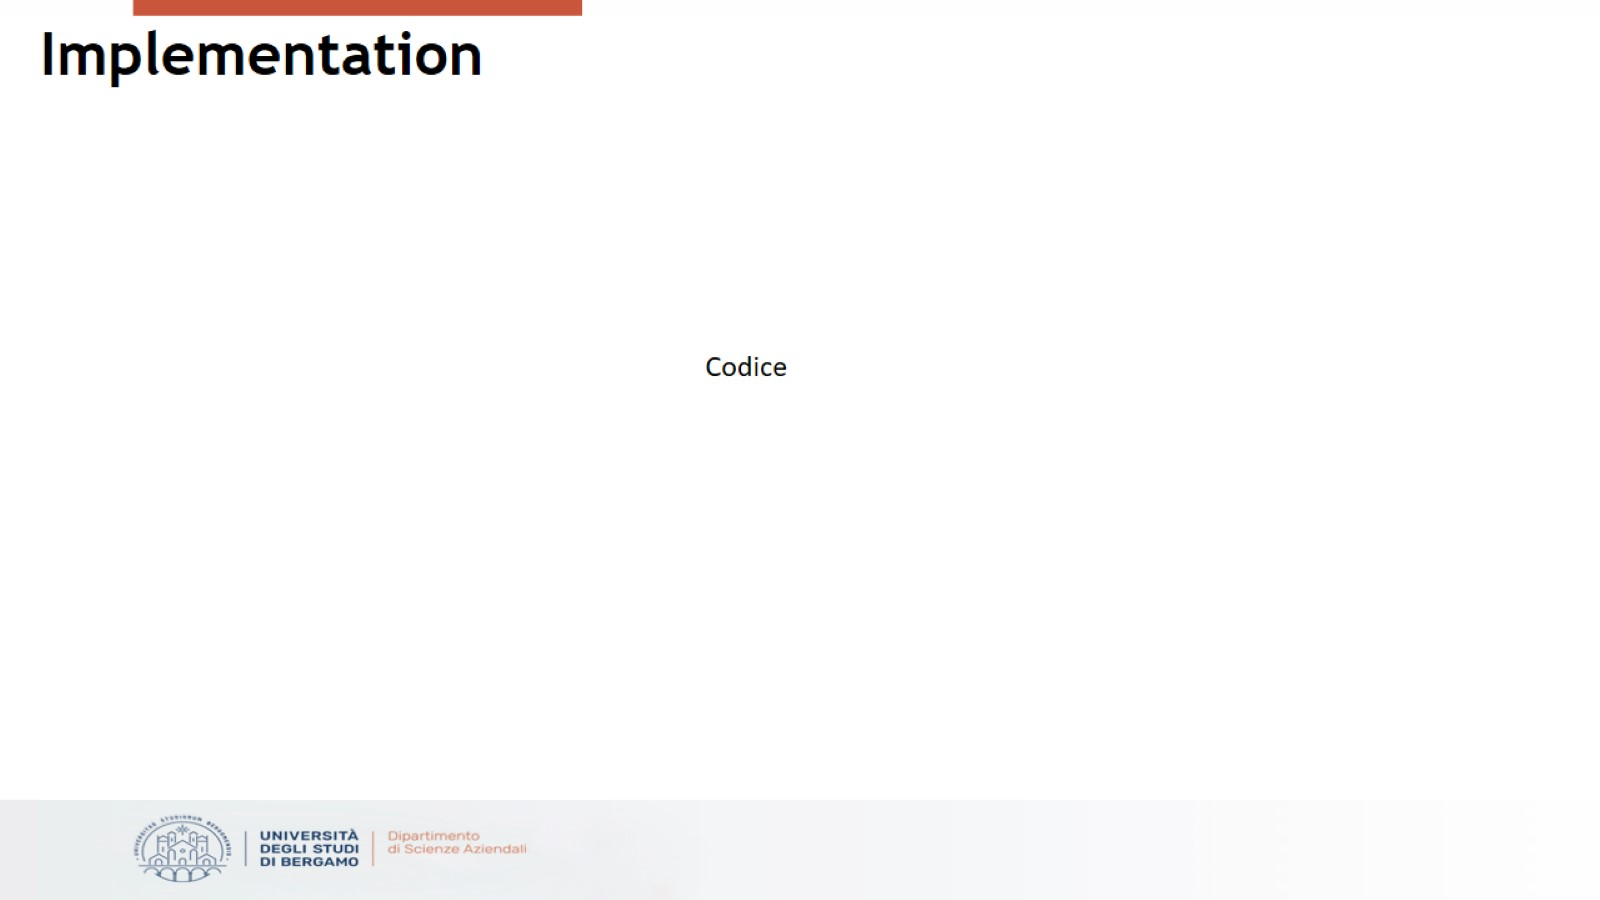 Implementation
Codice
UNIVERSITÀ
DEGLI STUDI
DI BERGAMO
Dipartimento
di Scienze Aziendali